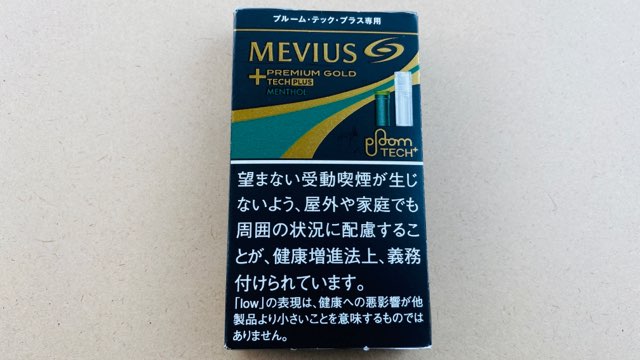 プルーム・テック・プラス専用
MEVIUS
+PREMIUM GOLD
TECH PLUS
MENTHOL
ploom
TECH+
望まない受動喫煙が生じ
ないよう、屋外や家庭でも
周囲の状況に配慮するこ
とが、健康増進法上、義務
付けられています。
「low」の表現は、健康への悪影響が他
製品より小さいことを意味するものでは
ありません。